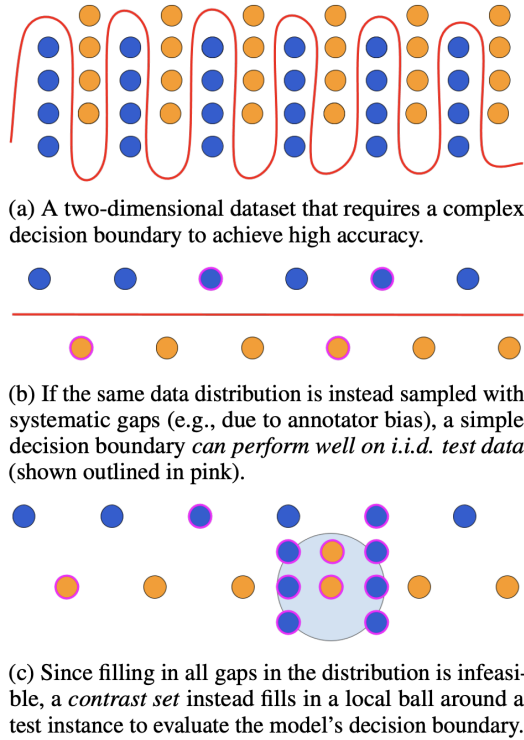 (a) A two-dimensional dataset that requires a complex
decision boundary to achieve high accuracy.
(b) If the same data distribution is instead sampled with
systematic gaps (e.g., due to annotator bias), a simple
decision boundary can perform well on i.i.d. test data
(shown outlined in pink).
(c) Since filling in all gaps in the distribution is infeasi-
ble, a contrast set instead fills in a local ball around a
test instance to evaluate the model's decision boundary.